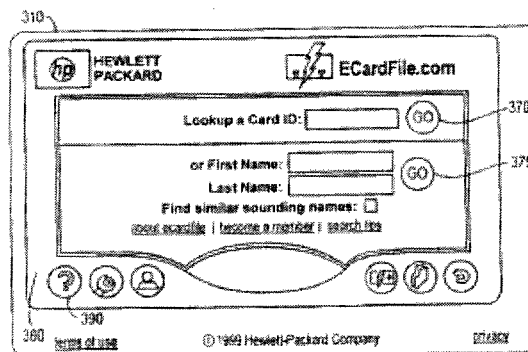 310
hp HEWLETT PACKARD
ECardFile.com
Lookup a Card ID: GO
370
or First Name:
GO
375
Last Name:
Find similar sounding names:
about ecardfile | become a member | search tips
?
380
390
terms of use
© 1999 Hewlett-Packard Company
privacy